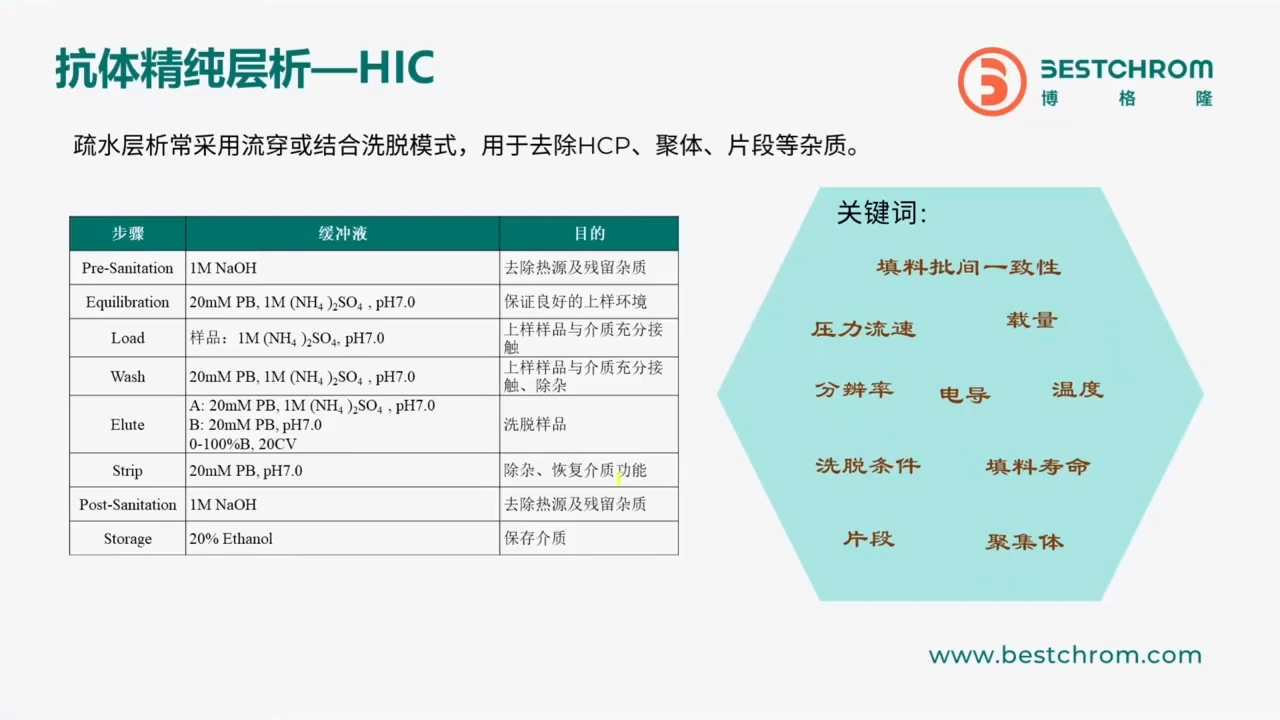 抗体精纯层析—HIC
BESTCHROM
博格隆
疏水层析常采用流穿或结合洗脱模式，用于去除HCP、聚体、片段等杂质。
步骤 缓冲液 目的
Pre-Sanitation 1M NaOH 去除热源及残留杂质
Equilibration 20mM PB, 1M (NH₄ )₂SO₄ , pH7.0 保证良好的上样环境
Load 样品：1M (NH₄ )₂SO₄, pH7.0 上样样品与介质充分接
触
Wash 20mM PB, 1M (NH₄ )₂SO₄ , pH7.0 上样样品与介质充分接
触、除杂
Elute A: 20mM PB, 1M (NH₄ )₂SO₄ , pH7.0
B: 20mM PB, pH7.0 洗脱样品
0-100%B, 20CV
Strip 20mM PB, pH7.0 除杂、恢复介质功能
Post-Sanitation 1M NaOH 去除热源及残留杂质
Storage 20% Ethanol 保存介质
关键词：
填料批间一致性
压力流速 载量
分辨率 电导 温度
洗脱条件 填料寿命
片段 聚集体
www.bestchrom.com